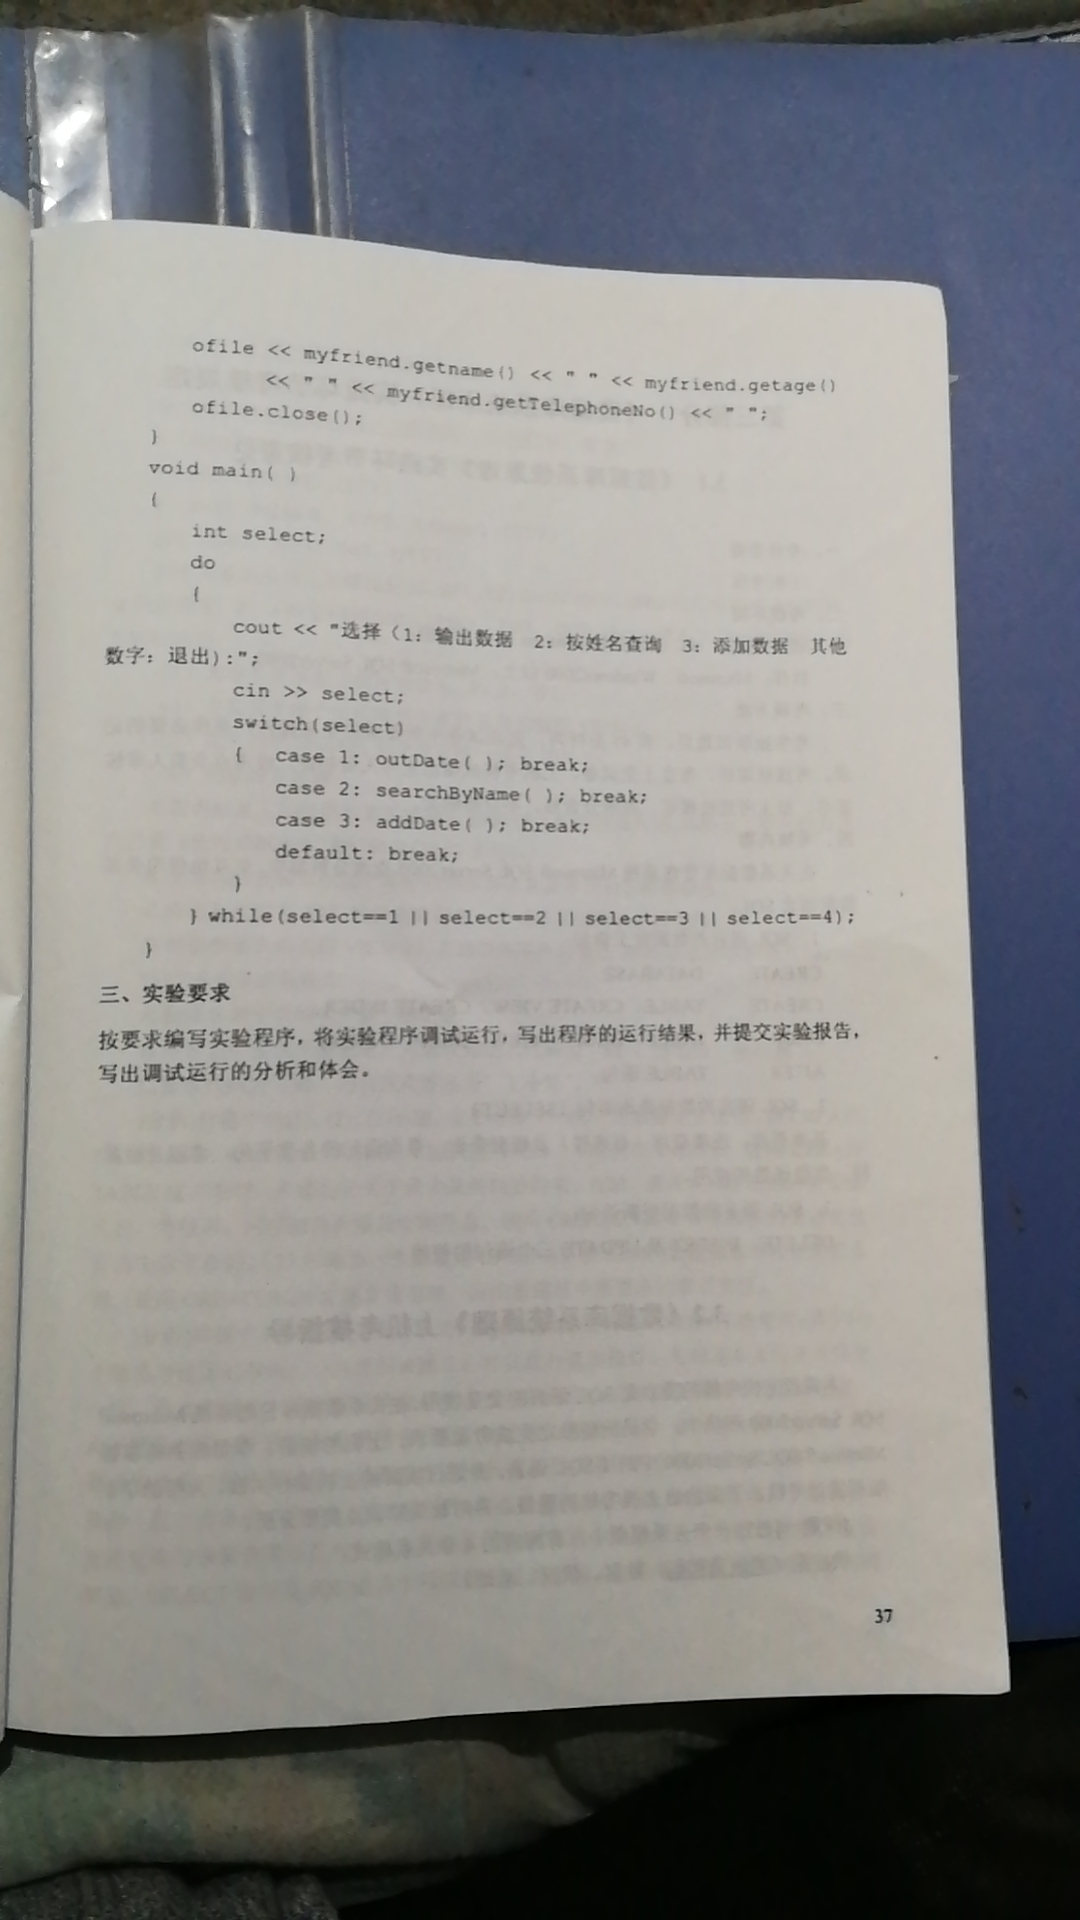 ofile << myfriend.getname() << " " << myfriend.getage()
<< " " << myfriend.getTelephoneNo() << " ";
ofile.close();
}
void main( )
{
int select;
do
{
cout << "选择（1：输出数据 2：按姓名查询 3：添加数据 其他
数字：退出）:";
cin >> select;
switch(select)
{ case 1: outDate( ); break;
case 2: searchByName( ); break;
case 3: addDate( ); break;
default: break;
}
} while(select==1 || select==2 || select==3 || select==4);
}
三、实验要求
按要求编写实验程序，将实验程序调试运行，写出程序的运行结果，并提交实验报告，
写出调试运行的分析和体会。
37